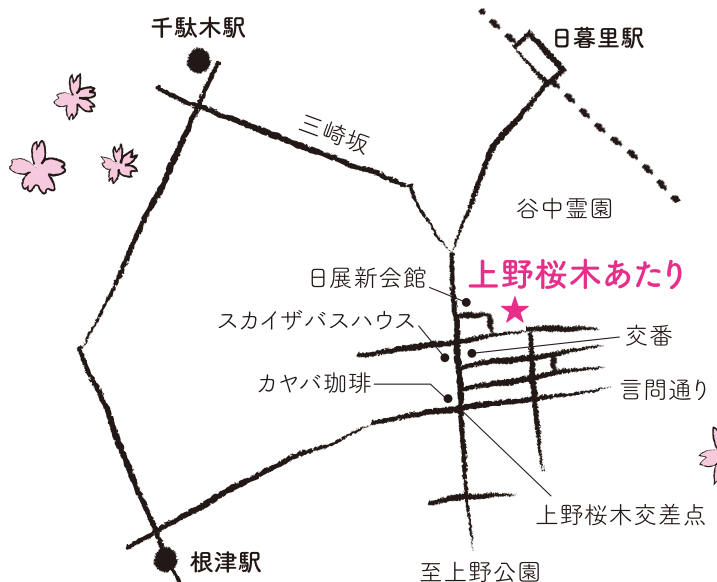 千駄木駅
日暮里駅
三崎坂
谷中霊園
上野桜木あたり
日展新会館
スカイザバスハウス
交番
カヤバ珈琲
言問通り
上野桜木交差点
根津駅
至上野公園